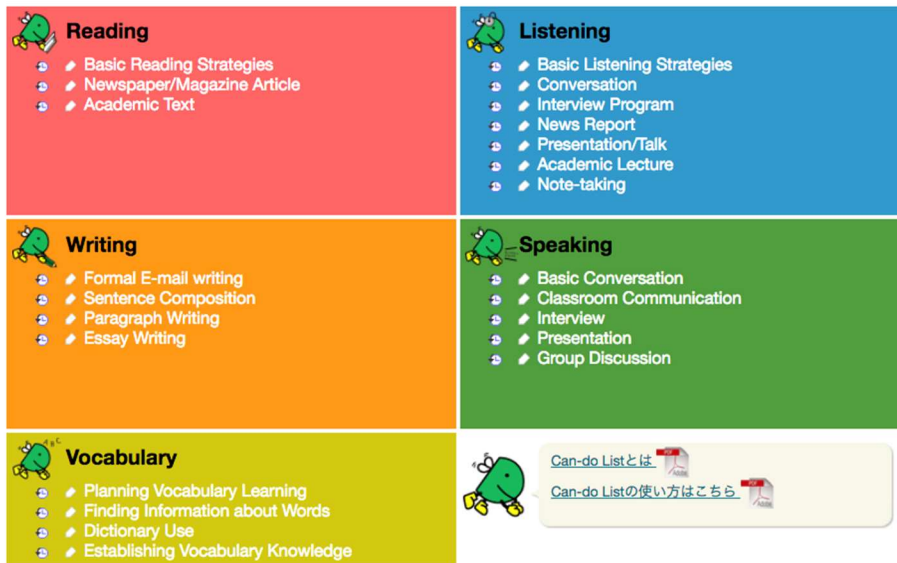 Reading
Basic Reading Strategies
Newspaper/Magazine Article
Academic Text
Listening
Basic Listening Strategies
Conversation
Interview Program
News Report
Presentation/Talk
Academic Lecture
Note-taking
Writing
Formal E-mail writing
Sentence Composition
Paragraph Writing
Essay Writing
Speaking
Basic Conversation
Classroom Communication
Interview
Presentation
Group Discussion
A B C
Vocabulary
Planning Vocabulary Learning
Finding Information about Words
Dictionary Use
Establishing Vocabulary Knowledge
Can-do Listとは PDF Adobe
Can-do Listの使い方はこちら PDF Adobe